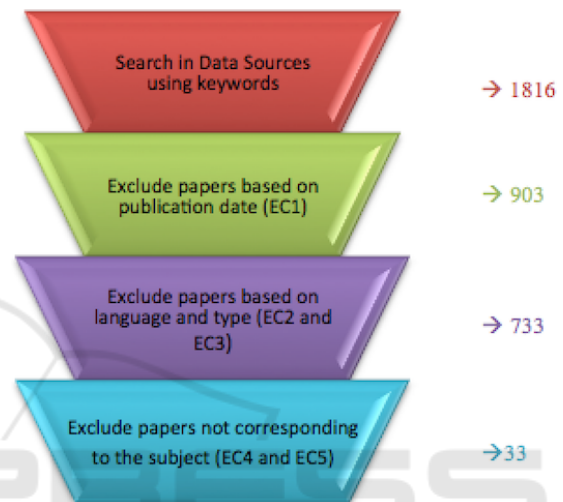 Search in Data Sources
using keywords
→ 1816
Exclude papers based on
publication date (EC1)
→ 903
Exclude papers based on
language and type (EC2 and
EC3)
→ 733
Exclude papers not corresponding
to the subject (EC4 and EC5)
→33
PRESS